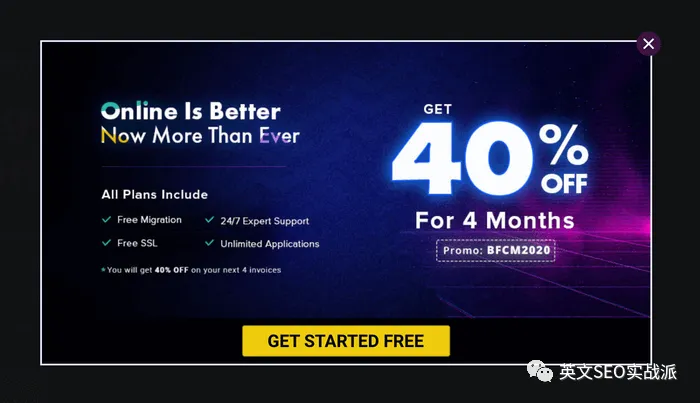 Online Is Better
Now More Than Ever
All Plans Include
Free Migration
24/7 Expert Support
Free SSL
Unlimited Applications
*You will get 40% OFF on your next 4 invoices
GET
40%
OFF
For 4 Months
Promo: BFCM2020
GET STARTED FREE
英文SEO实战派